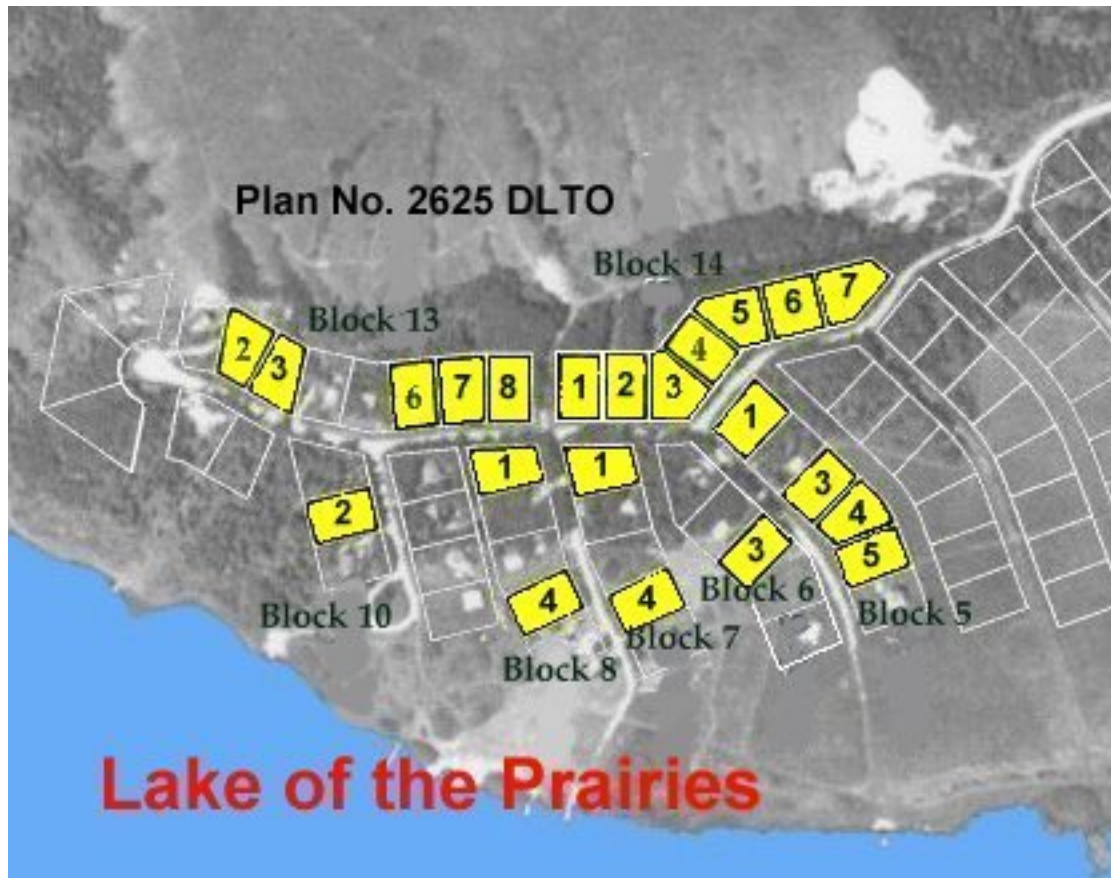 Plan No. 2625 DLTO
Block 14
5 6 7
Block 13
2 3
4
6 7 8
1 2 3
1
1
1
3
4
2
3
5
4
4
Block 6
Block 10
Block 7
Block 5
Block 8
Lake of the Prairies